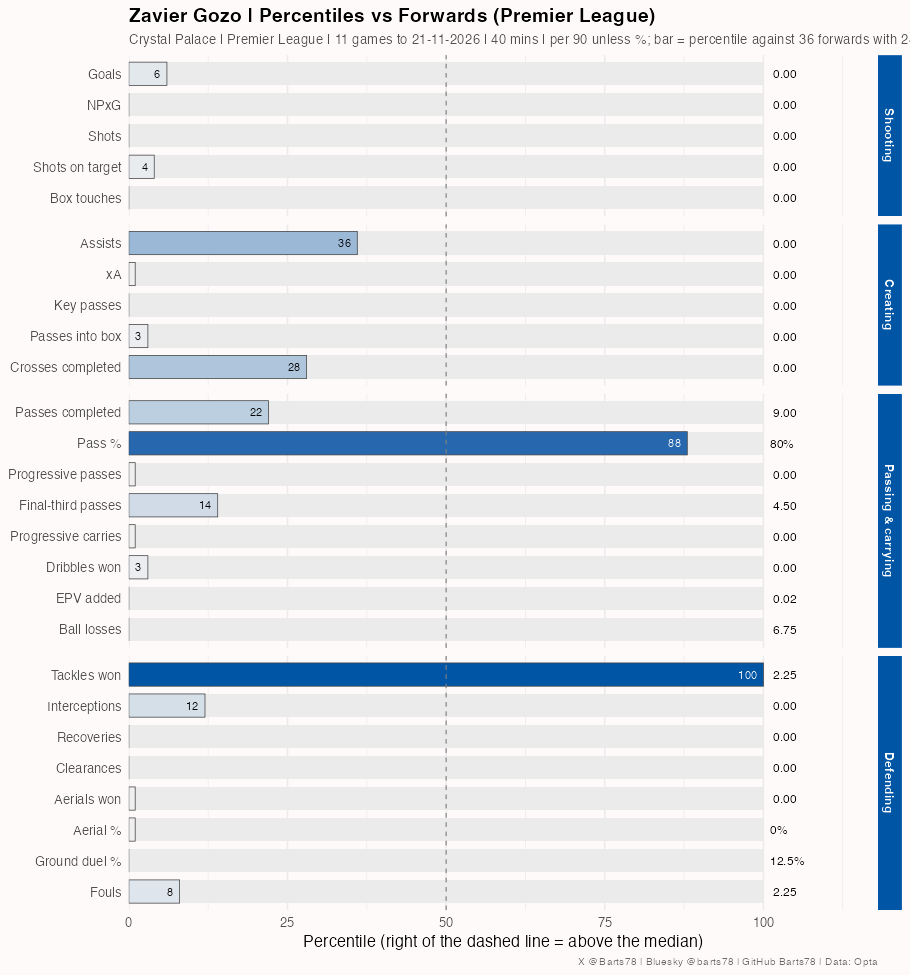 Zavier Gozo | Percentiles vs Forwards (Premier League)
Crystal Palace | Premier League | 11 games to 21-11-2026 | 40 mins | per 90 unless %; bar = percentile against 36 forwards with
Goals 6 0.00
NPxG 0.00
Shots 0.00
Shots on target 4 0.00
Box touches 0.00
Shooting
Assists 36 0.00
xA 0.00
Key passes 0.00
Passes into box 3 0.00
Crosses completed 28 0.00
Creating
Passes completed 22 9.00
Pass % 88 80%
Progressive passes 0.00
Final-third passes 14 4.50
Progressive carries 0.00
Dribbles won 3 0.00
EPV added 0.02
Ball losses 6.75
Passing & carrying
Tackles won 100 2.25
Interceptions 12 0.00
Recoveries 0.00
Clearances 0.00
Aerials won 0.00
Aerial % 0%
Ground duel % 12.5%
Fouls 8 2.25
Defending
0 25 50 75 100
Percentile (right of the dashed line = above the median)
X @Barts78 | Bluesky @barts78 | GitHub Barts78 | Data: Opta